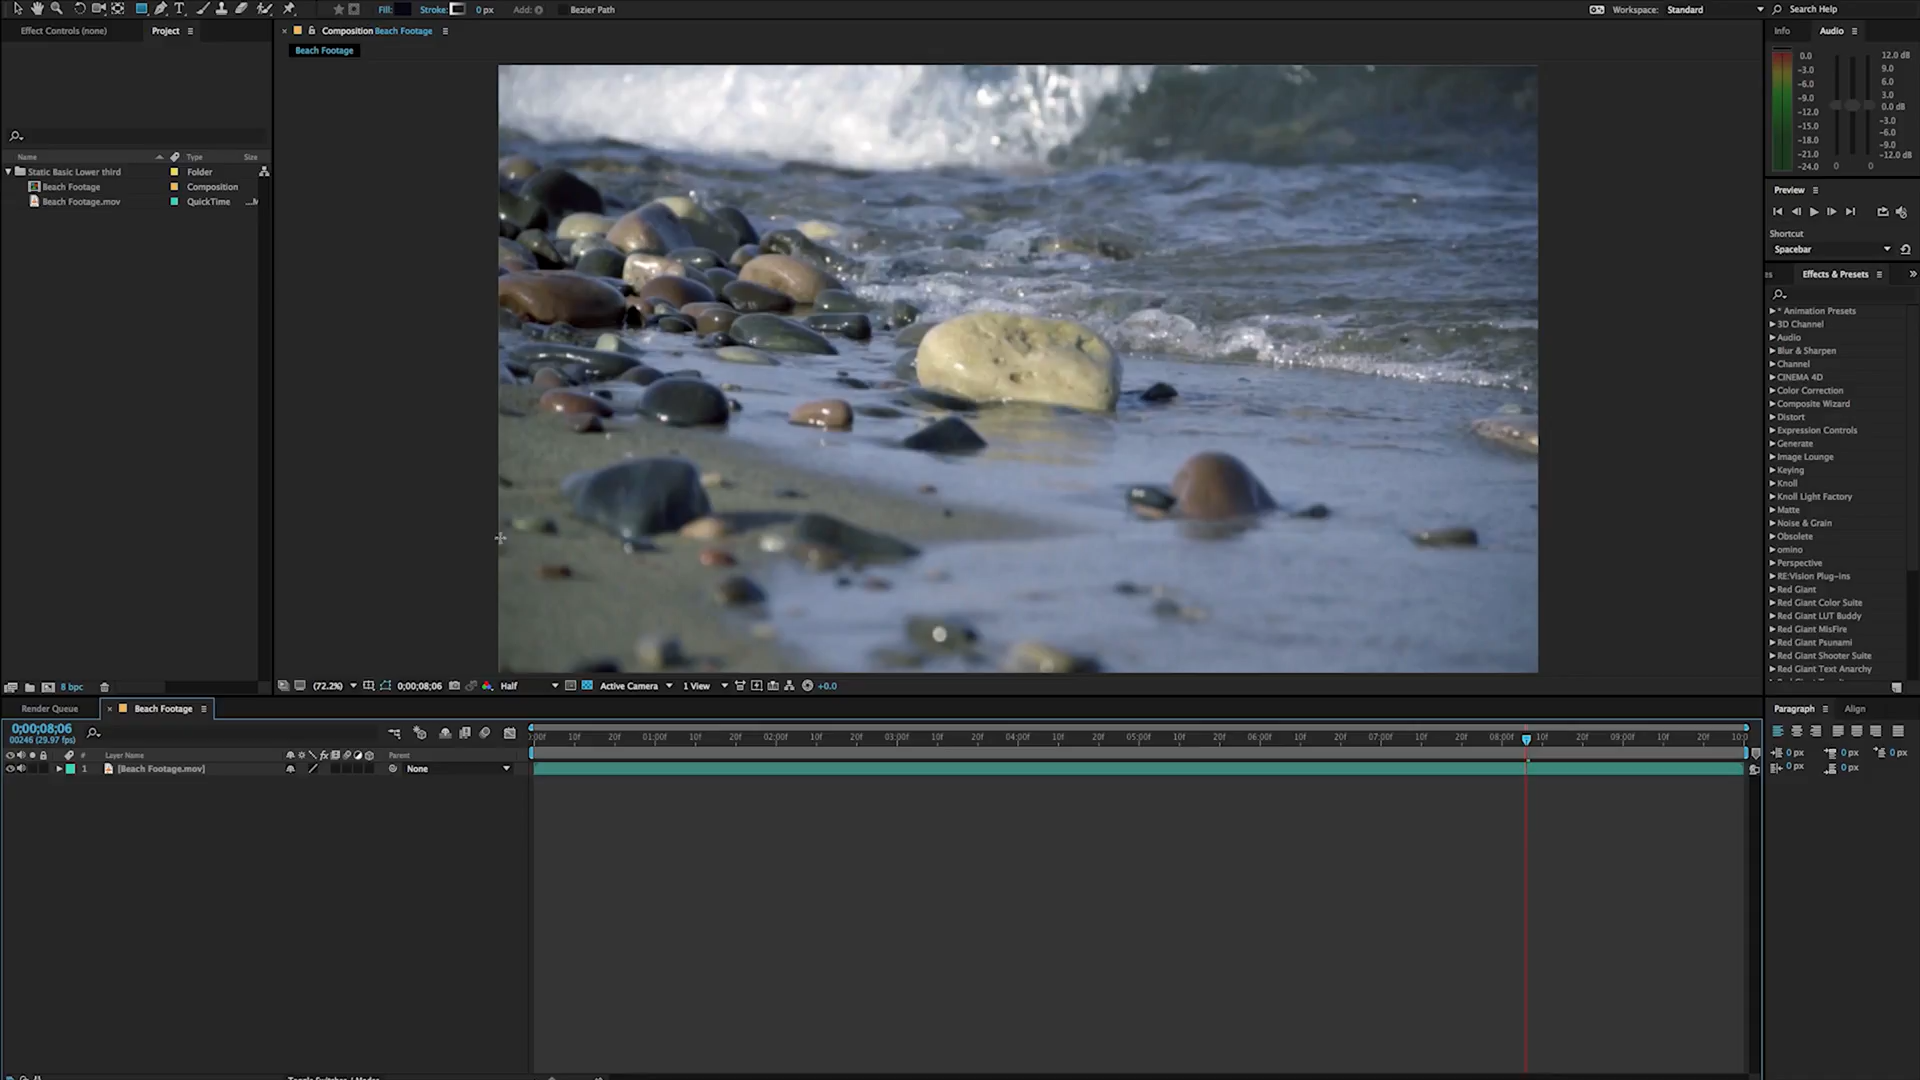 Fill: Stroke: 0 px Add: Bezier Path Workspace: Standard Search Help
Effect Controls (none) Project Composition Beach Footage Info Audio
Beach Footage
0.0 12.0 dB
-3.0 9.0
-6.0 6.0
-9.0 3.0
-12.0 0.0 dB
-15.0 -3.0
-18.0 -6.0
-21.0 -9.0
-24.0 -12.0 dB
0 0
Name Type Size
Static Basic Lower third Folder
Beach Footage Composition
Beach Footage.mov QuickTime ...M
Preview
Shortcut
Spacebar
Effects & Presets
* Animation Presets
3D Channel
Audio
Blur & Sharpen
Channel
CINEMA 4D
Color Correction
Composite Wizard
Distort
Expression Controls
Generate
Image Lounge
Keying
Knoll
Knoll Light Factory
Matte
Noise & Grain
Obsolete
omino
Perspective
RE:Vision Plug-ins
Red Giant
Red Giant Color Suite
Red Giant LUT Buddy
Red Giant MisFire
Red Giant Psunami
Red Giant Shooter Suite
Red Giant Text Anarchy
8 bpc (72.2%) 0;00;08;06 Half Active Camera 1 View +0.0
Render Queue Beach Footage Paragraph Align
0;00;08;06
00246 (29.97 fps)
:00f 10f 20f 01:00f 10f 20f 02:00f 10f 20f 03:00f 10f 20f 04:00f 10f 20f 05:00f 10f 20f 06:00f 10f 20f 07:00f 10f 20f 08:00f 10f 20f 09:00f 10f 20f 10:0
# Layer Name Parent
1 [Beach Footage.mov] None
0 px 0 px 0 px
0 px 0 px